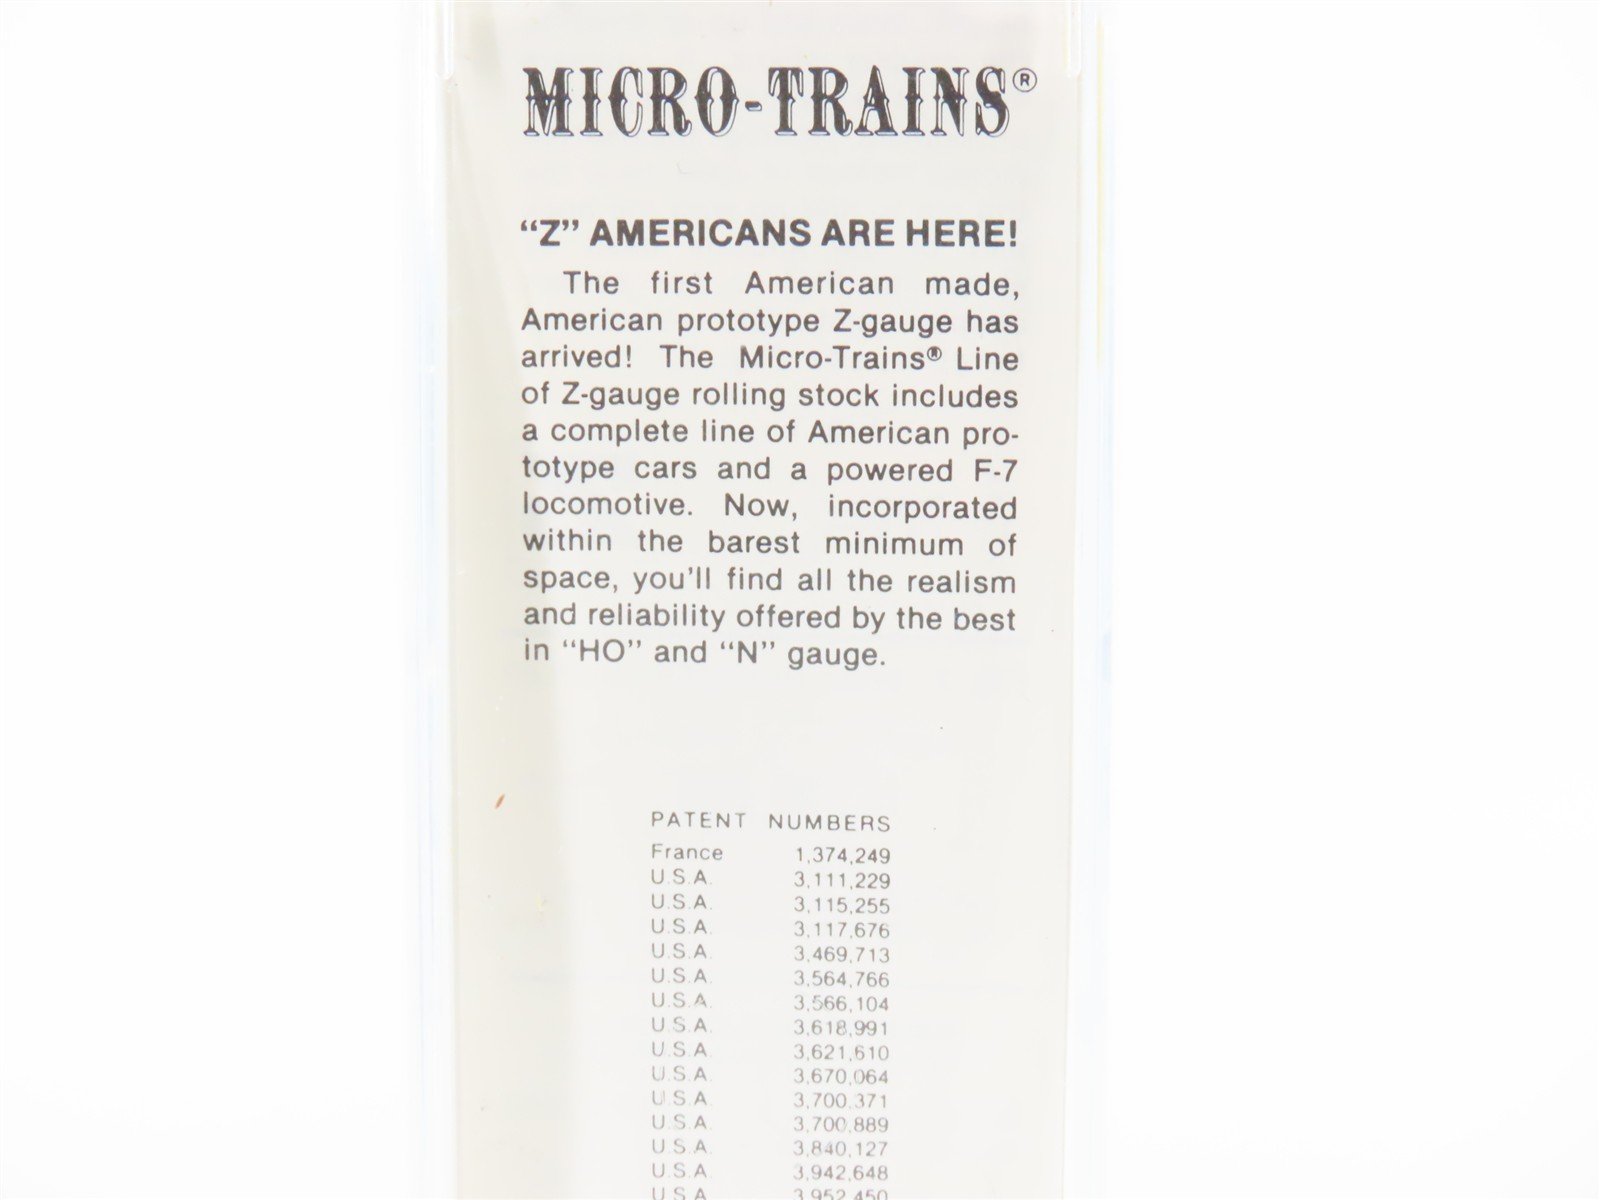 MICRO-TRAINS®
“Z” AMERICANS ARE HERE!
The first American made,
American prototype Z-gauge has
arrived! The Micro-Trains® Line
of Z-gauge rolling stock includes
a complete line of American pro-
totype cars and a powered F-7
locomotive. Now, incorporated
within the barest minimum of
space, you'll find all the realism
and reliability offered by the best
in “HO” and “N” gauge.
PATENT NUMBERS
France 1,374,249
U.S.A. 3,111,229
U.S.A. 3,115,255
U.S.A. 3,117,676
U.S.A. 3,469,713
U.S.A. 3,564,766
U.S.A. 3,566,104
U.S.A. 3,618,991
U.S.A. 3,621,610
U.S.A. 3,670,064
U.S.A. 3,700,371
U.S.A. 3,700,889
U.S.A. 3,840,127
U.S.A. 3,942,648
U.S.A. 3,952,450